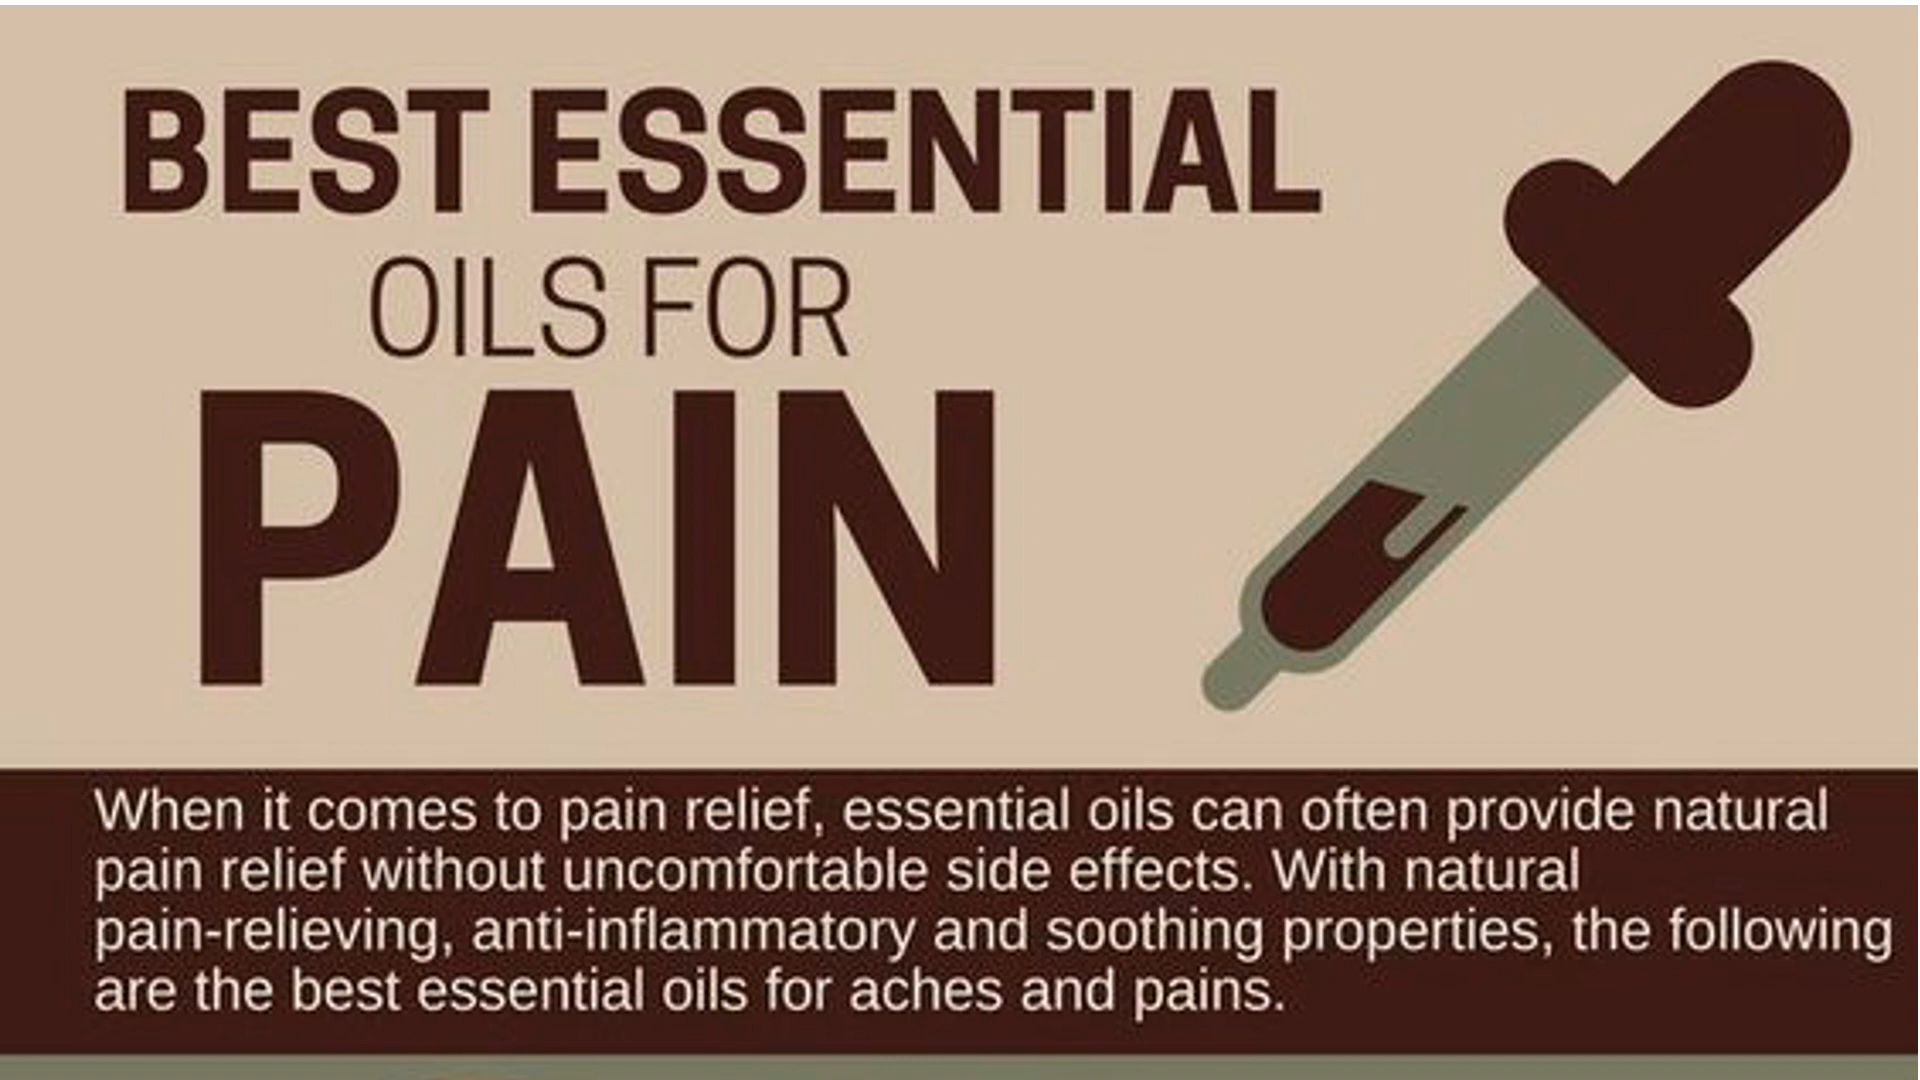 BEST ESSENTIAL
OILS FOR
PAIN
When it comes to pain relief, essential oils can often provide natural
pain relief without uncomfortable side effects. With natural
pain-relieving, anti-inflammatory and soothing properties, the following
are the best essential oils for aches and pains.